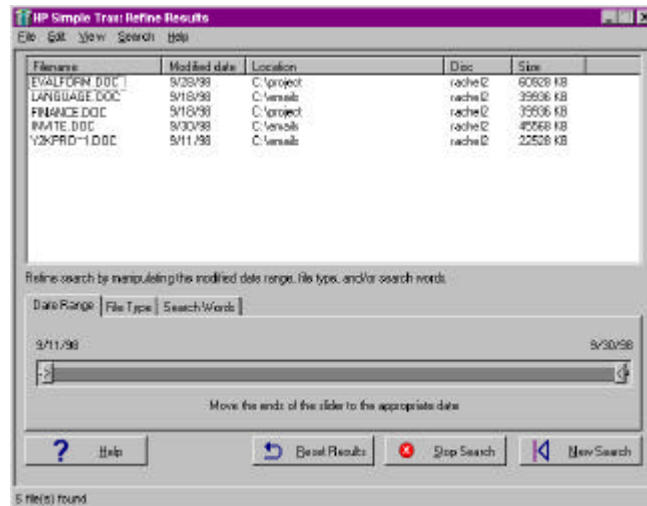 HP Simple Trax: Refine Results
File Edit View Search Help
Filename Modified date Location Disc Size
EVALFORM.DOC 9/28/98 C:\project rachel2 60928 KB
LANGUAGE.DOC 9/18/98 C:\emails rachel2 39936 KB
FINANCE.DOC 9/18/98 C:\project rachel2 39936 KB
INVITE.DOC 9/30/98 C:\emails rachel2 45568 KB
Y2KPRO~1.DOC 9/11/98 C:\emails rachel2 22528 KB
Refine search by manipulating the modified date range, file type, and/or search words.
Date Range File Type Search Words
9/11/98 9/30/98
Move the ends of the slider to the appropriate date
Help Reset Results Stop Search New Search
5 file(s) found